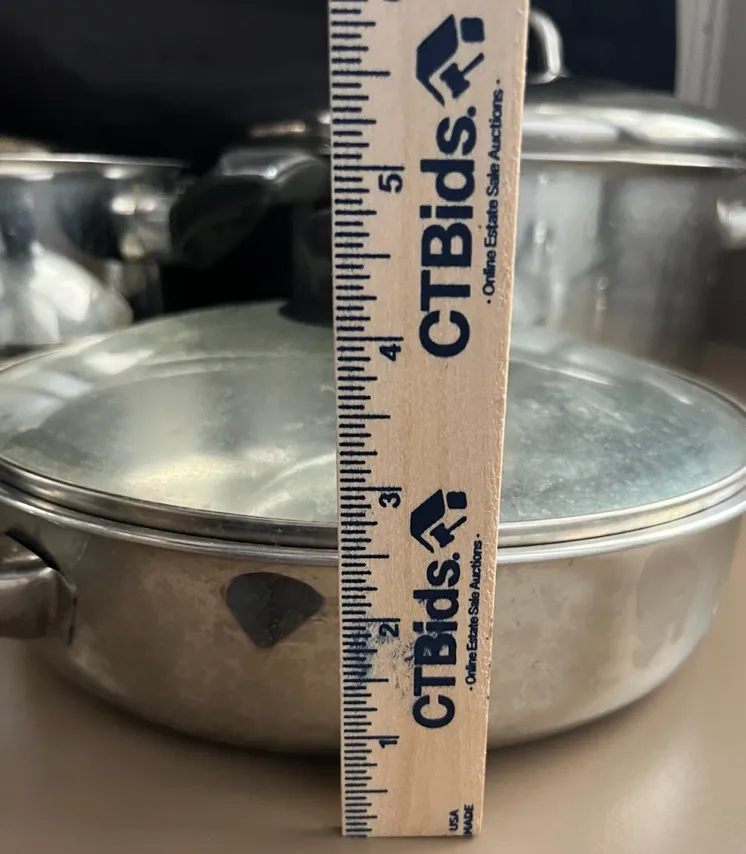 CTBids.
· Online Estate Sale Auctions ·
5
4
3
CTBids.
· Online Estate Sale Auctions ·
2
1
USA
MADE